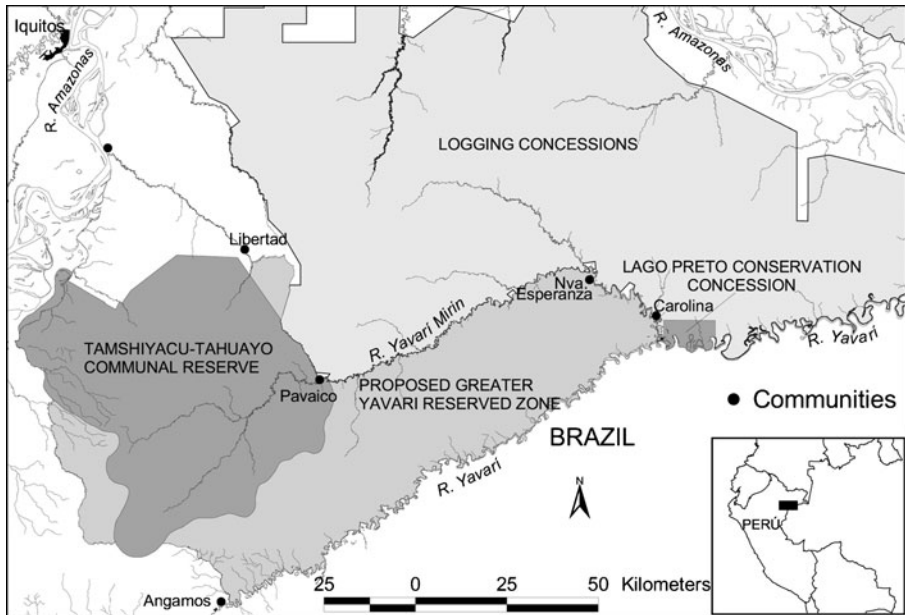 Iquitos
R. Amazonas
R. Amazonas
LOGGING CONCESSIONS
Libertad
LAGO PRETO CONSERVATION
CONCESSION
Nva.
Esperanza
Carolina
R. Yavari Mirin
R. Yavari
TAMSHIYACU-TAHUAYO
COMMUNAL RESERVE
Pavaico
PROPOSED GREATER
YAVARI RESERVED ZONE
Communities
BRAZIL
R. Yavari
N
PERÚ
Angamos
25 0 25 50 Kilometers